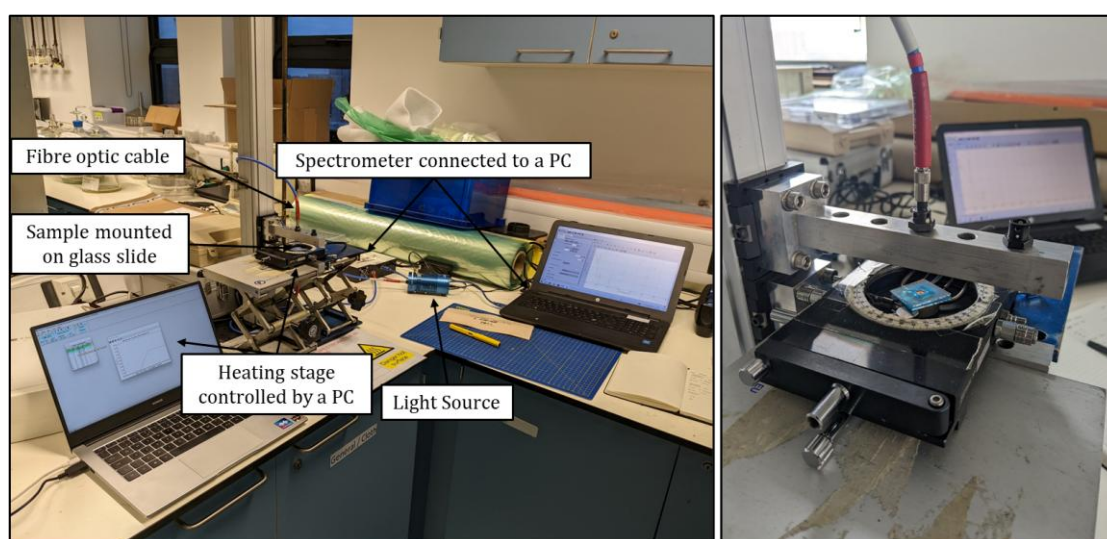 Fibre optic cable
Spectrometer connected to a PC
Sample mounted
on glass slide
Heating stage
controlled by a PC
Light Source